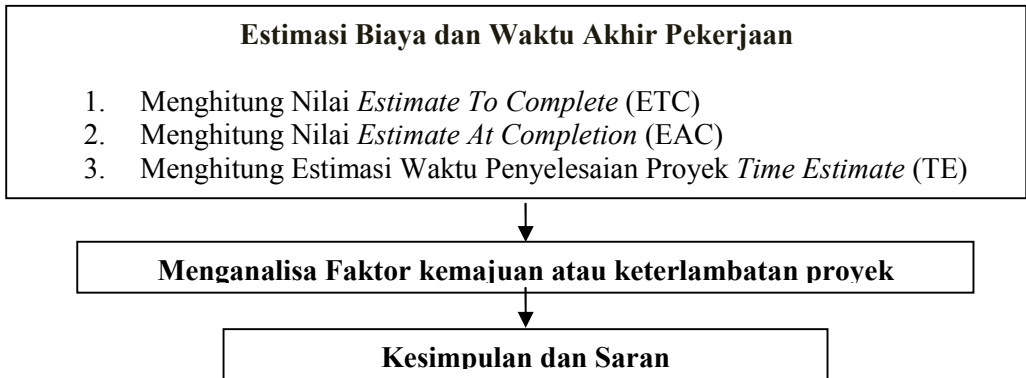 Estimasi Biaya dan Waktu Akhir Pekerjaan
1. Menghitung Nilai Estimate To Complete (ETC)
2. Menghitung Nilai Estimate At Completion (EAC)
3. Menghitung Estimasi Waktu Penyelesaian Proyek Time Estimate (TE)
Menganalisa Faktor kemajuan atau keterlambatan proyek
Kesimpulan dan Saran